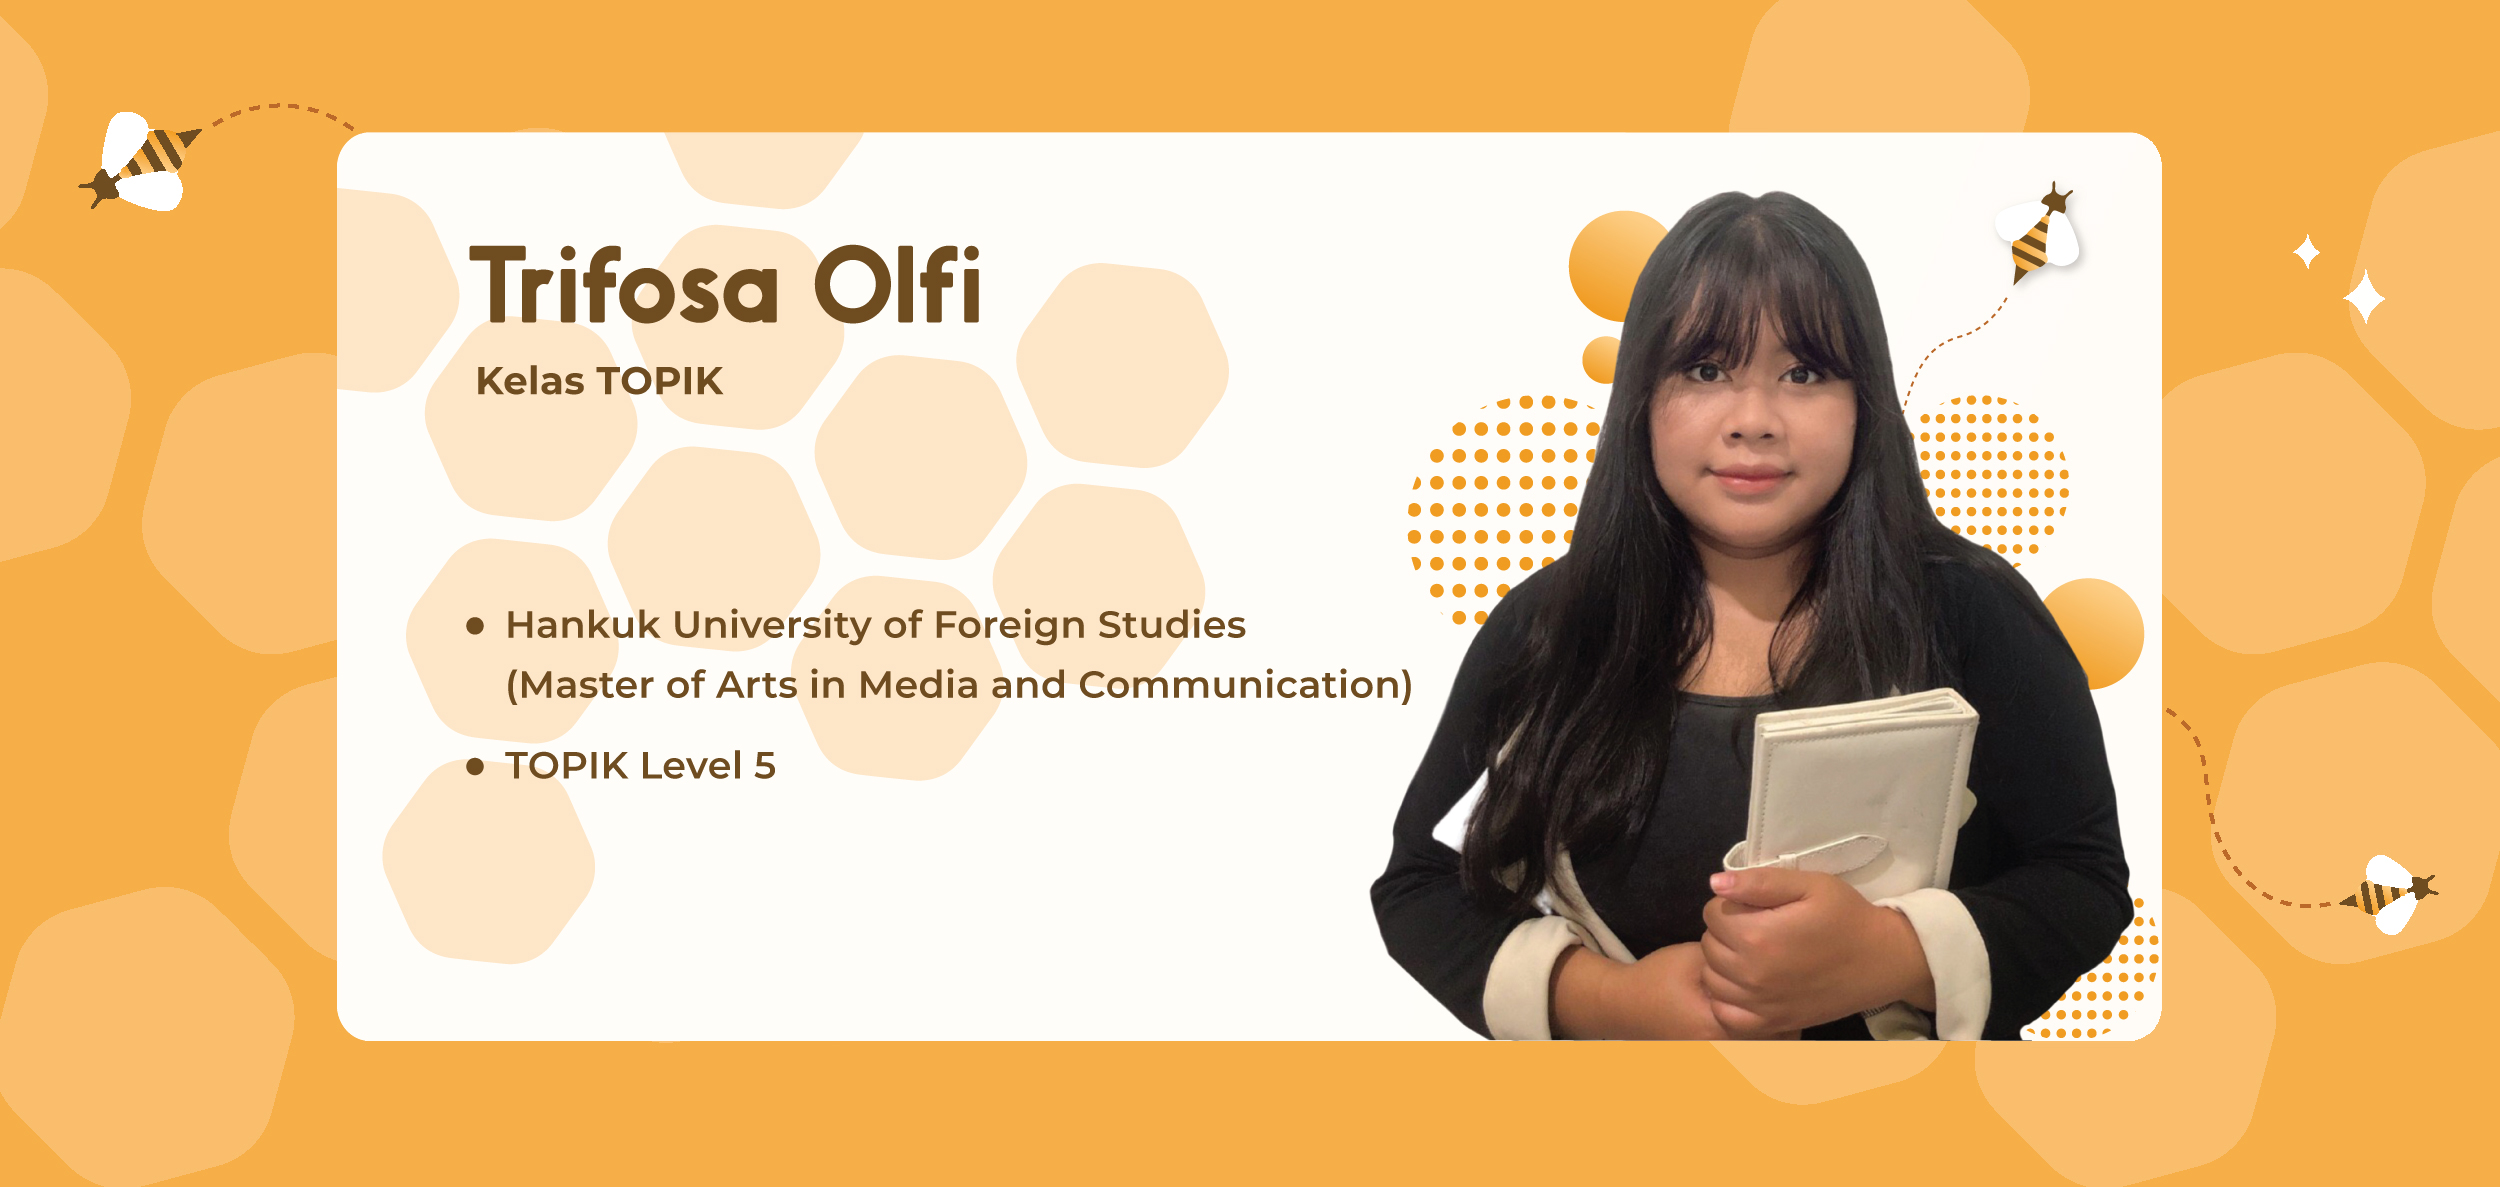 Trifosa Olfi
Kelas TOPIK
● Hankuk University of Foreign Studies
(Master of Arts in Media and Communication)
● TOPIK Level 5